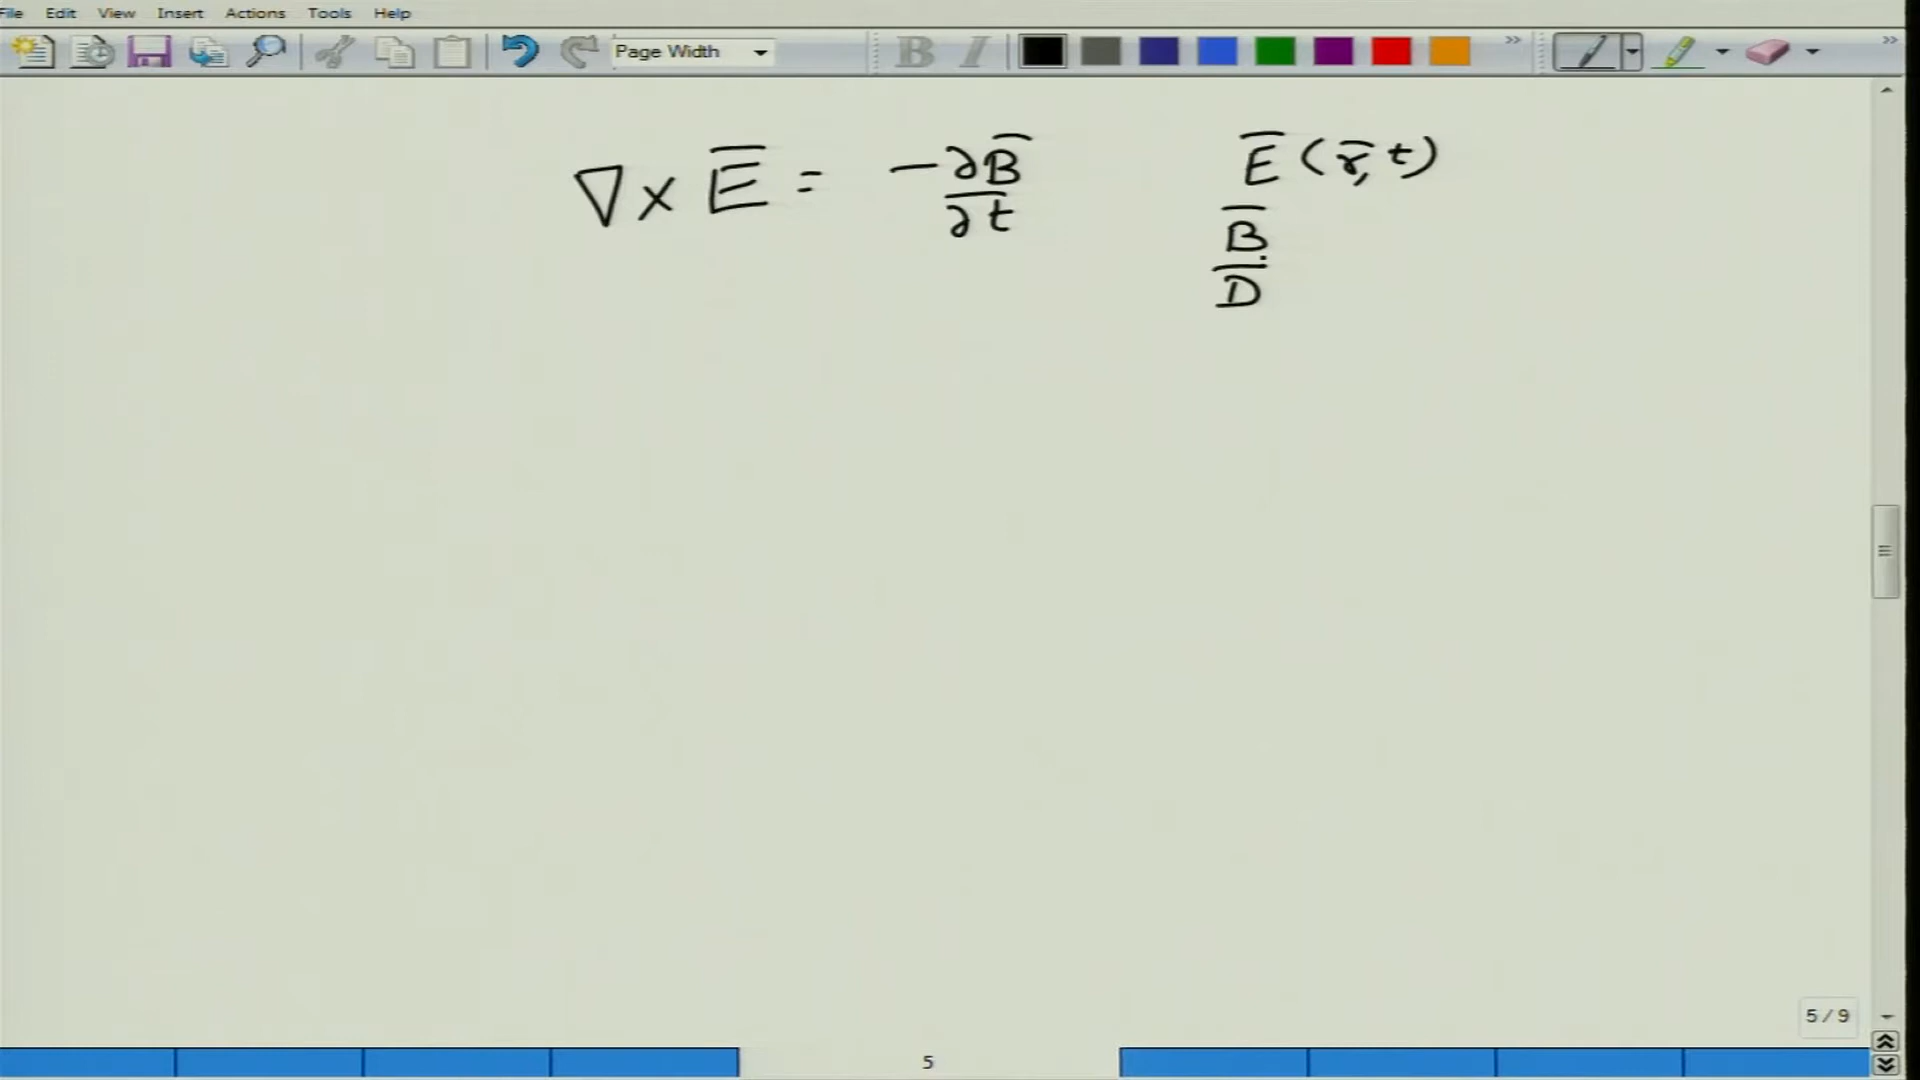 File Edit View Insert Actions Tools Help
Page Width
B I
∇ × E̅ = −∂B̅/∂t
E̅ (r̅, t)
B̅
D̅
5 / 9
5